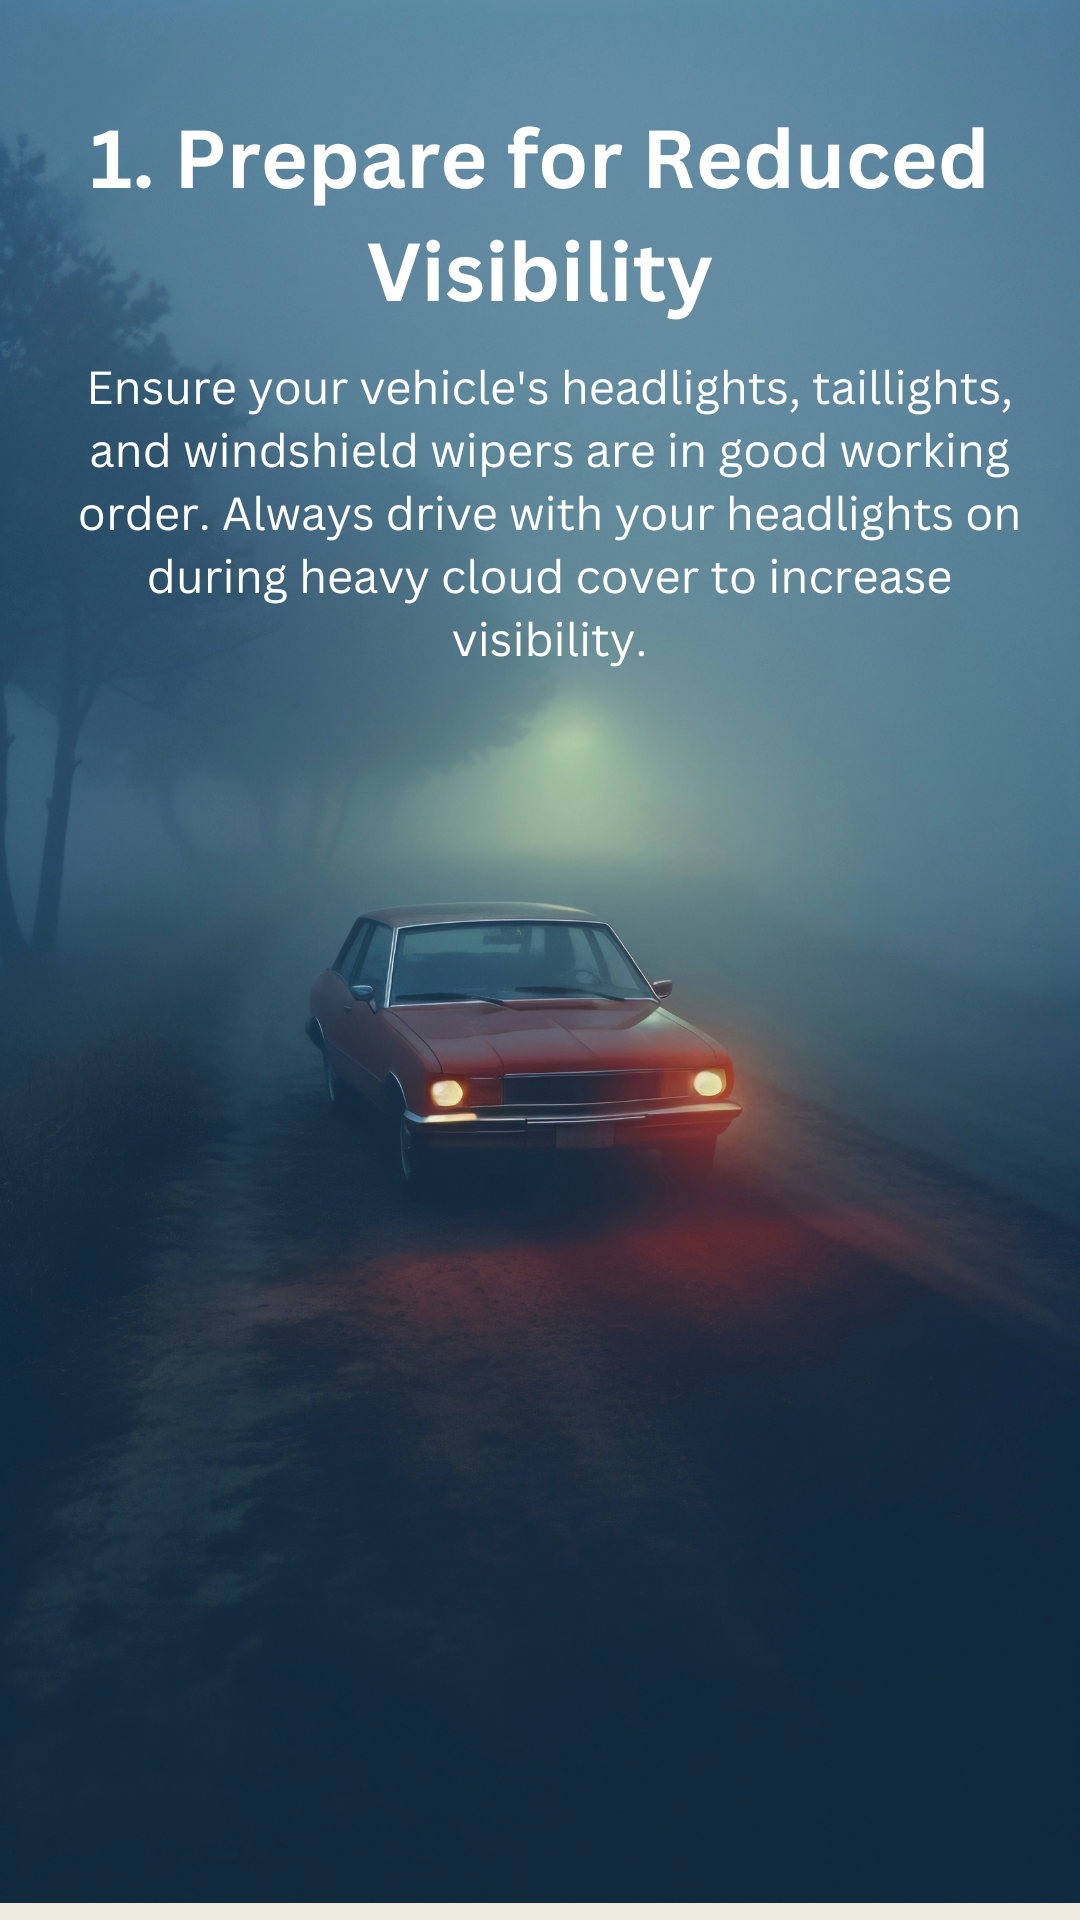 1. Prepare for Reduced
Visibility
Ensure your vehicle's headlights, taillights,
and windshield wipers are in good working
order. Always drive with your headlights on
during heavy cloud cover to increase
visibility.